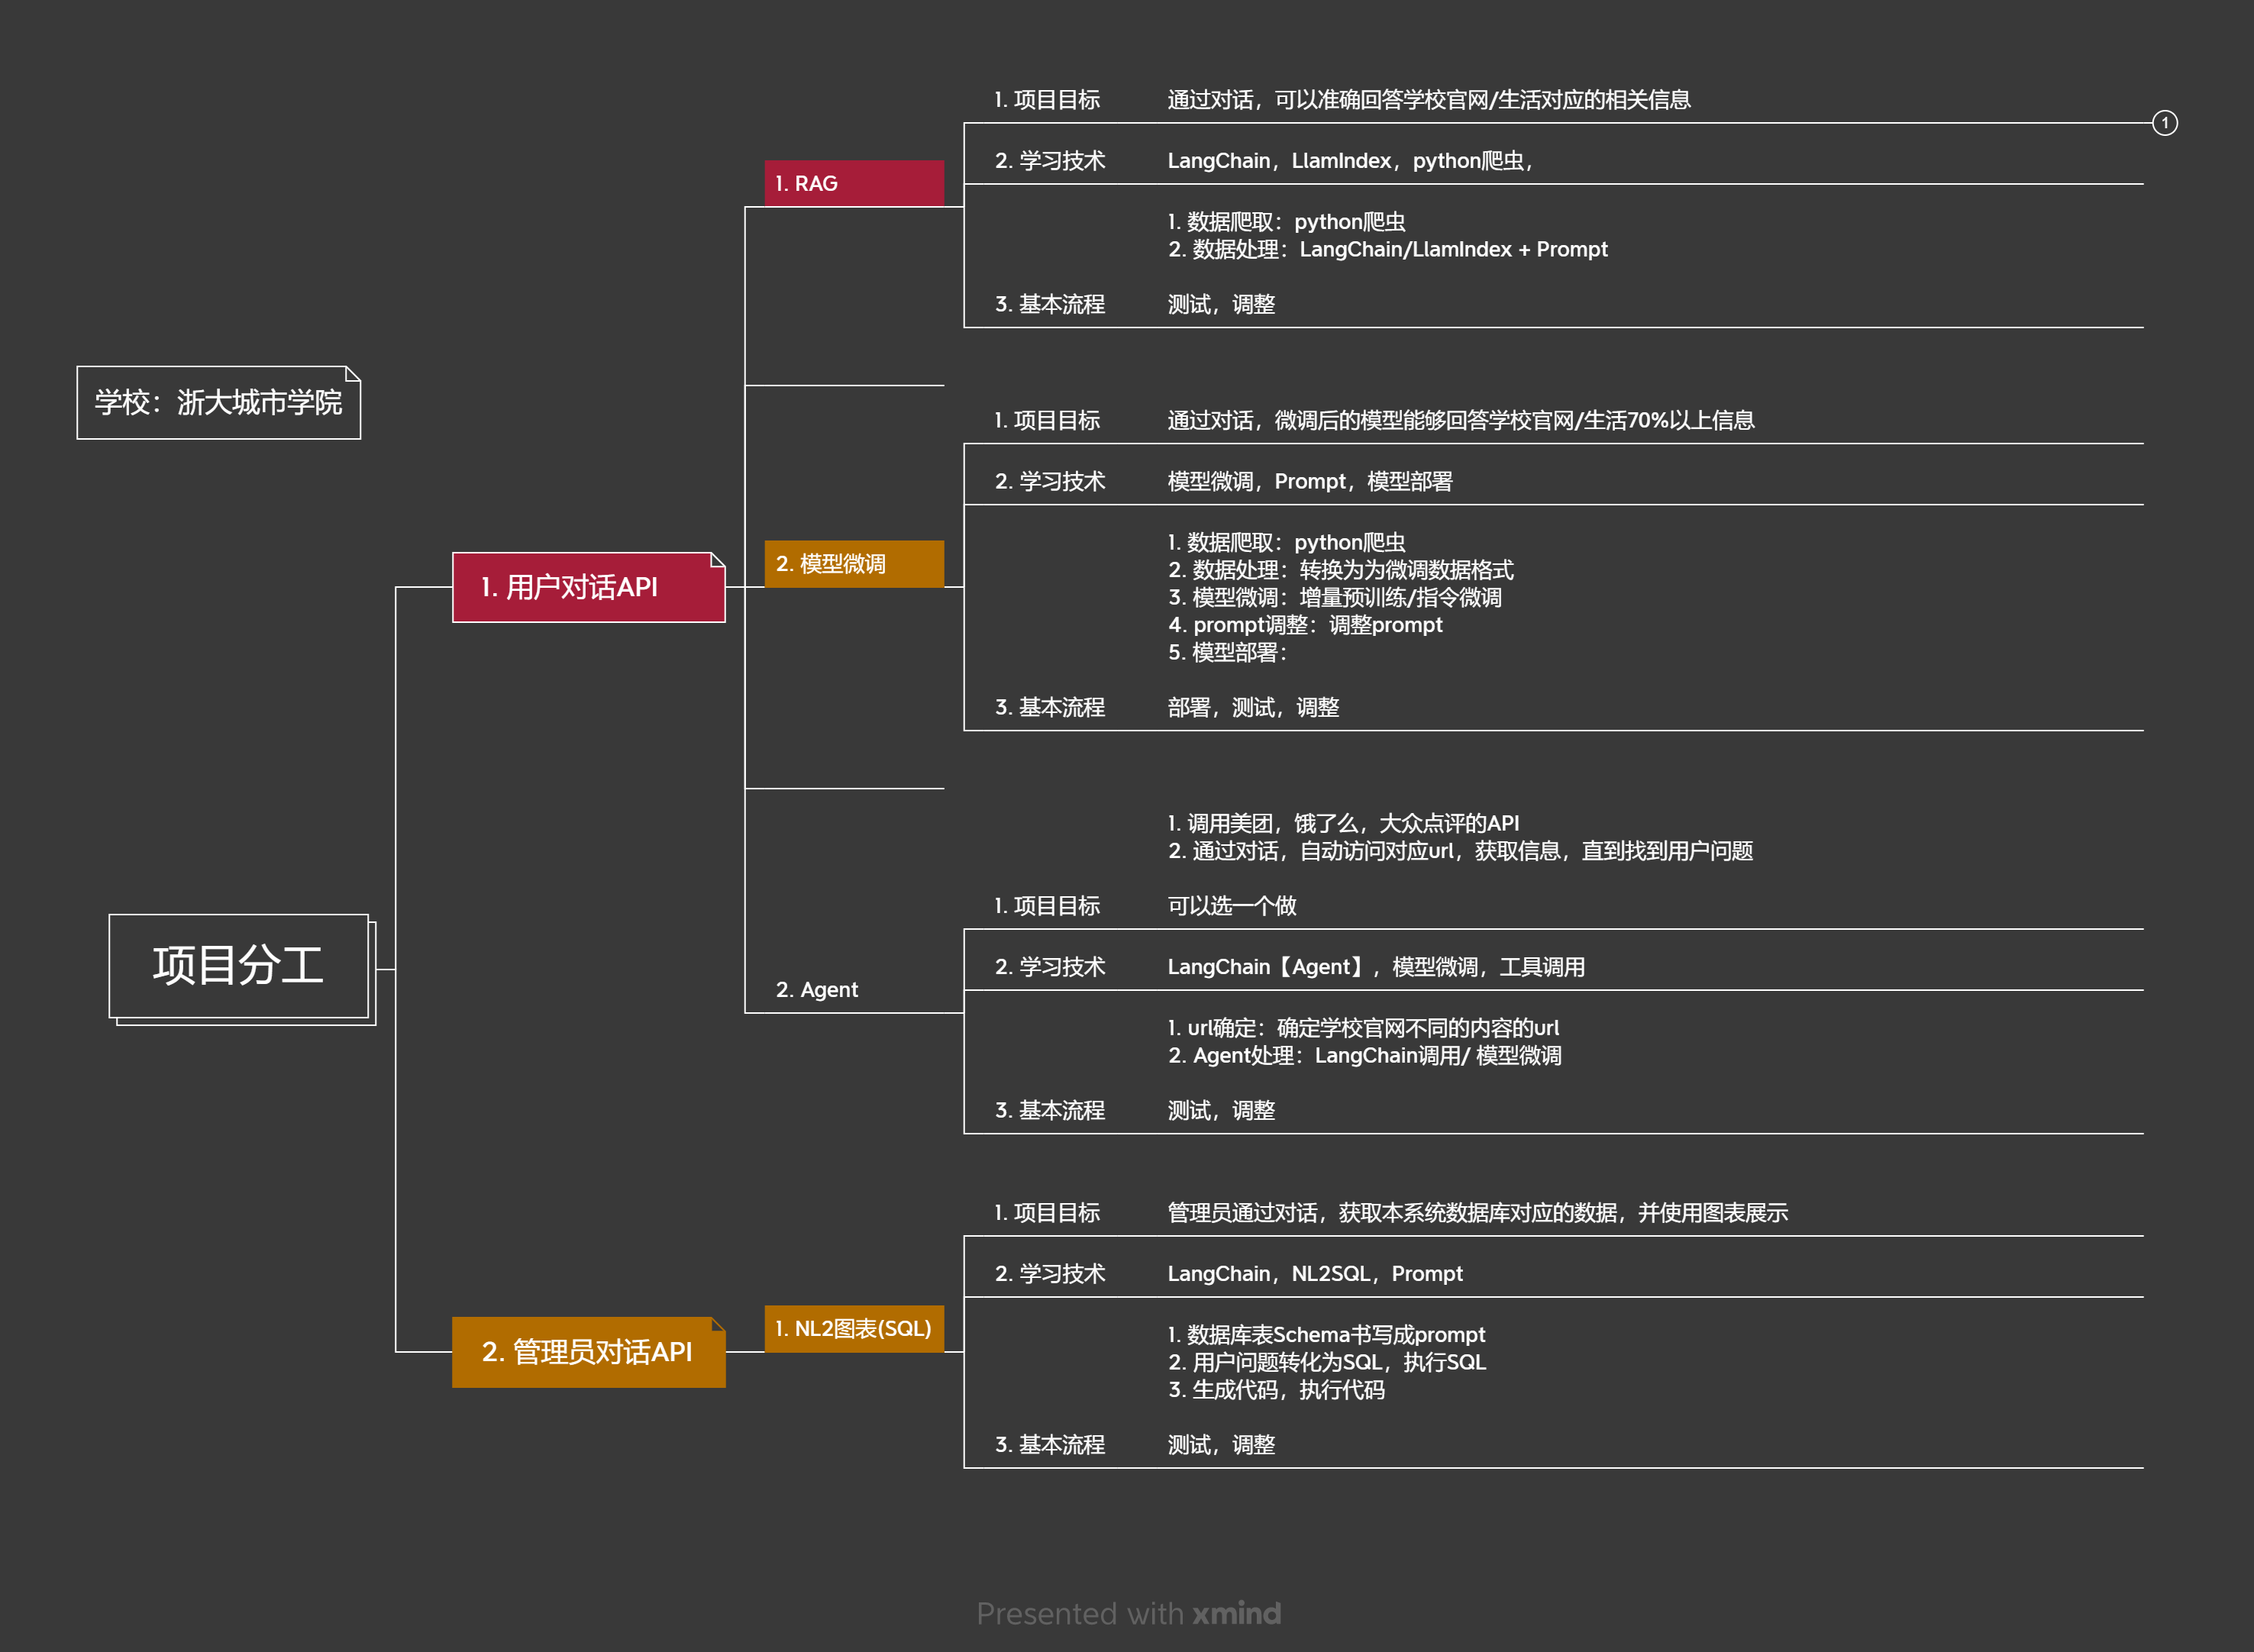 学校：浙大城市学院
项目分工
1. 用户对话API
1. RAG
1. 项目目标 通过对话，可以准确回答学校官网/生活对应的相关信息
1
2. 学习技术 LangChain，LlamIndex，python爬虫，
1. 数据爬取：python爬虫
2. 数据处理：LangChain/LlamIndex + Prompt
3. 基本流程 测试，调整
2. 模型微调
1. 项目目标 通过对话，微调后的模型能够回答学校官网/生活70%以上信息
2. 学习技术 模型微调，Prompt，模型部署
1. 数据爬取：python爬虫
2. 数据处理：转换为为微调数据格式
3. 模型微调：增量预训练/指令微调
4. prompt调整：调整prompt
5. 模型部署：
3. 基本流程 部署，测试，调整
2. Agent
1. 调用美团，饿了么，大众点评的API
2. 通过对话，自动访问对应url，获取信息，直到找到用户问题
1. 项目目标 可以选一个做
2. 学习技术 LangChain【Agent】，模型微调，工具调用
1. url确定：确定学校官网不同的内容的url
2. Agent处理：LangChain调用/ 模型微调
3. 基本流程 测试，调整
2. 管理员对话API
1. NL2图表(SQL)
1. 项目目标 管理员通过对话，获取本系统数据库对应的数据，并使用图表展示
2. 学习技术 LangChain，NL2SQL，Prompt
1. 数据库表Schema书写成prompt
2. 用户问题转化为SQL，执行SQL
3. 生成代码，执行代码
3. 基本流程 测试，调整
Presented with xmind